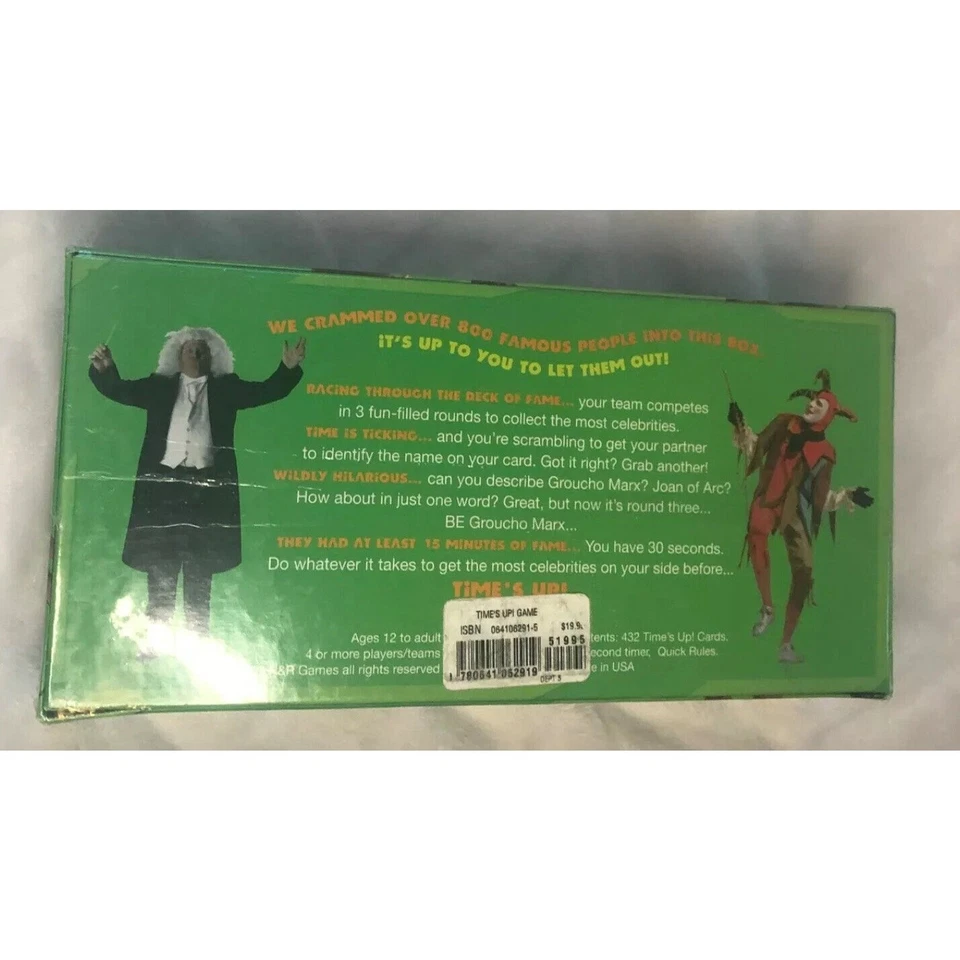 WE CRAMMED OVER 800 FAMOUS PEOPLE INTO THIS BOX.
IT'S UP TO YOU TO LET THEM OUT!
RACING THROUGH THE DECK OF FAME... your team competes
in 3 fun-filled rounds to collect the most celebrities.
TIME IS TICKING... and you're scrambling to get your partner
to identify the name on your card. Got it right? Grab another!
WILDLY HILARIOUS... can you describe Groucho Marx? Joan of Arc?
How about in just one word? Great, but now it's round three...
BE Groucho Marx...
THEY HAD AT LEAST 15 MINUTES OF FAME... You have 30 seconds.
Do whatever it takes to get the most celebrities on your side before...
TIME'S UP!
TIME'S UP! GAME
ISBN 064106291-5 $19.9
51995
DEPT 3
Ages 12 to adult tents: 432 Time's Up! Cards.
4 or more players/teams econd timer, Quick Rules.
&R Games all rights reserved e in USA